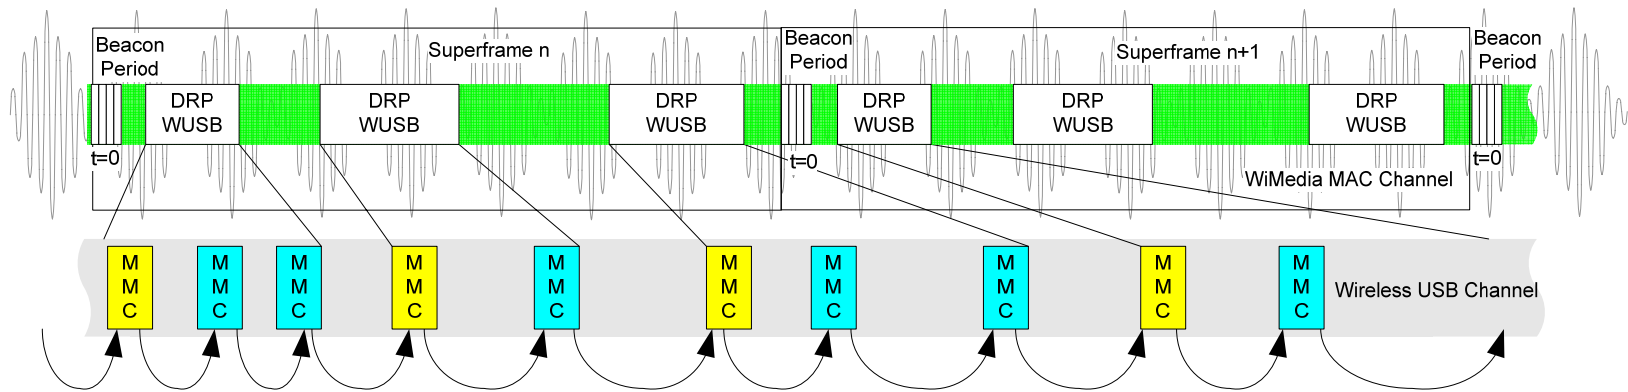 Beacon
Period
Superframe n
Beacon
Period
Superframe n+1
Beacon
Period
DRP
WUSB
DRP
WUSB
DRP
WUSB
DRP
WUSB
DRP
WUSB
DRP
WUSB
t=0
t=0
t=0
WiMedia MAC Channel
M
M
C
M
M
C
M
M
C
M
M
C
M
M
C
M
M
C
M
M
C
M
M
C
M
M
C
M
M
C
Wireless USB Channel